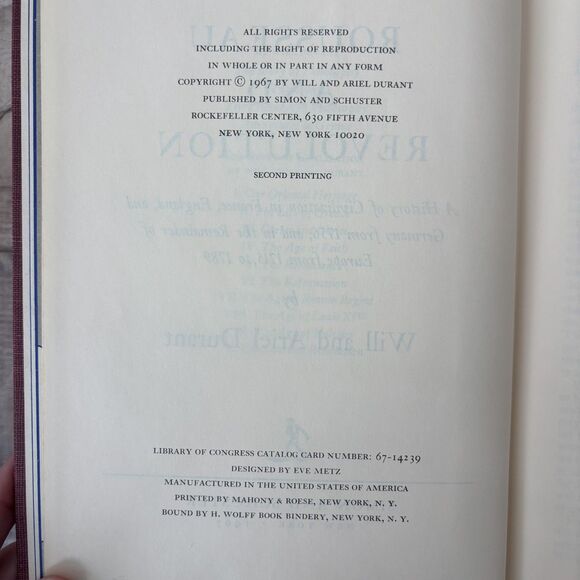 ALL RIGHTS RESERVED
INCLUDING THE RIGHT OF REPRODUCTION
IN WHOLE OR IN PART IN ANY FORM
COPYRIGHT © 1967 BY WILL AND ARIEL DURANT
PUBLISHED BY SIMON AND SCHUSTER
ROCKEFELLER CENTER, 630 FIFTH AVENUE
NEW YORK, NEW YORK 10020
SECOND PRINTING
LIBRARY OF CONGRESS CATALOG CARD NUMBER: 67-14239
DESIGNED BY EVE METZ
MANUFACTURED IN THE UNITED STATES OF AMERICA
PRINTED BY MAHONY & ROESE, NEW YORK, N. Y.
BOUND BY H. WOLFF BOOK BINDERY, NEW YORK, N. Y.